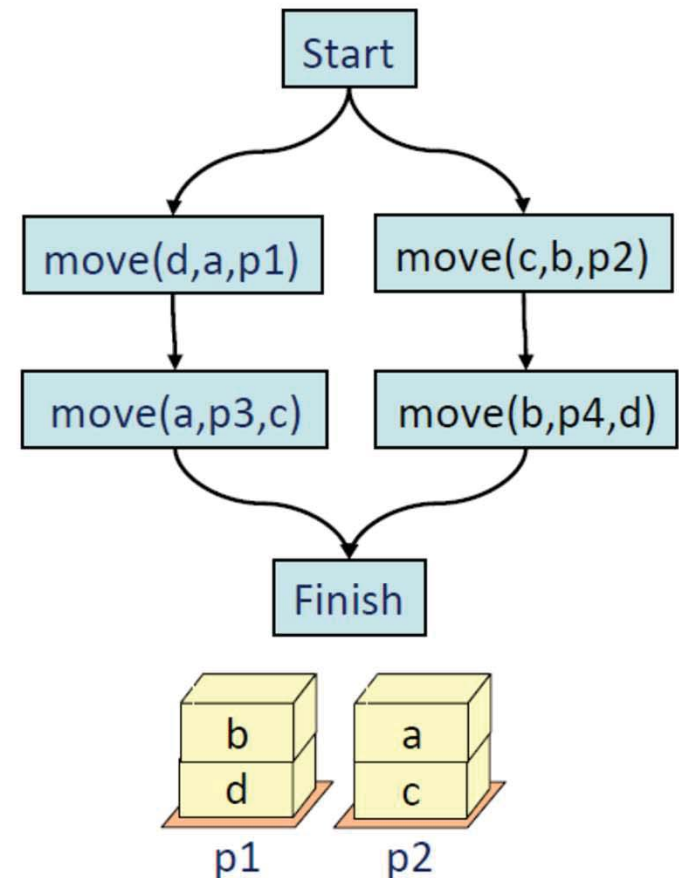 Start
move(d,a,p1) move(c,b,p2)
move(a,p3,c) move(b,p4,d)
Finish
b a
d c
p1 p2